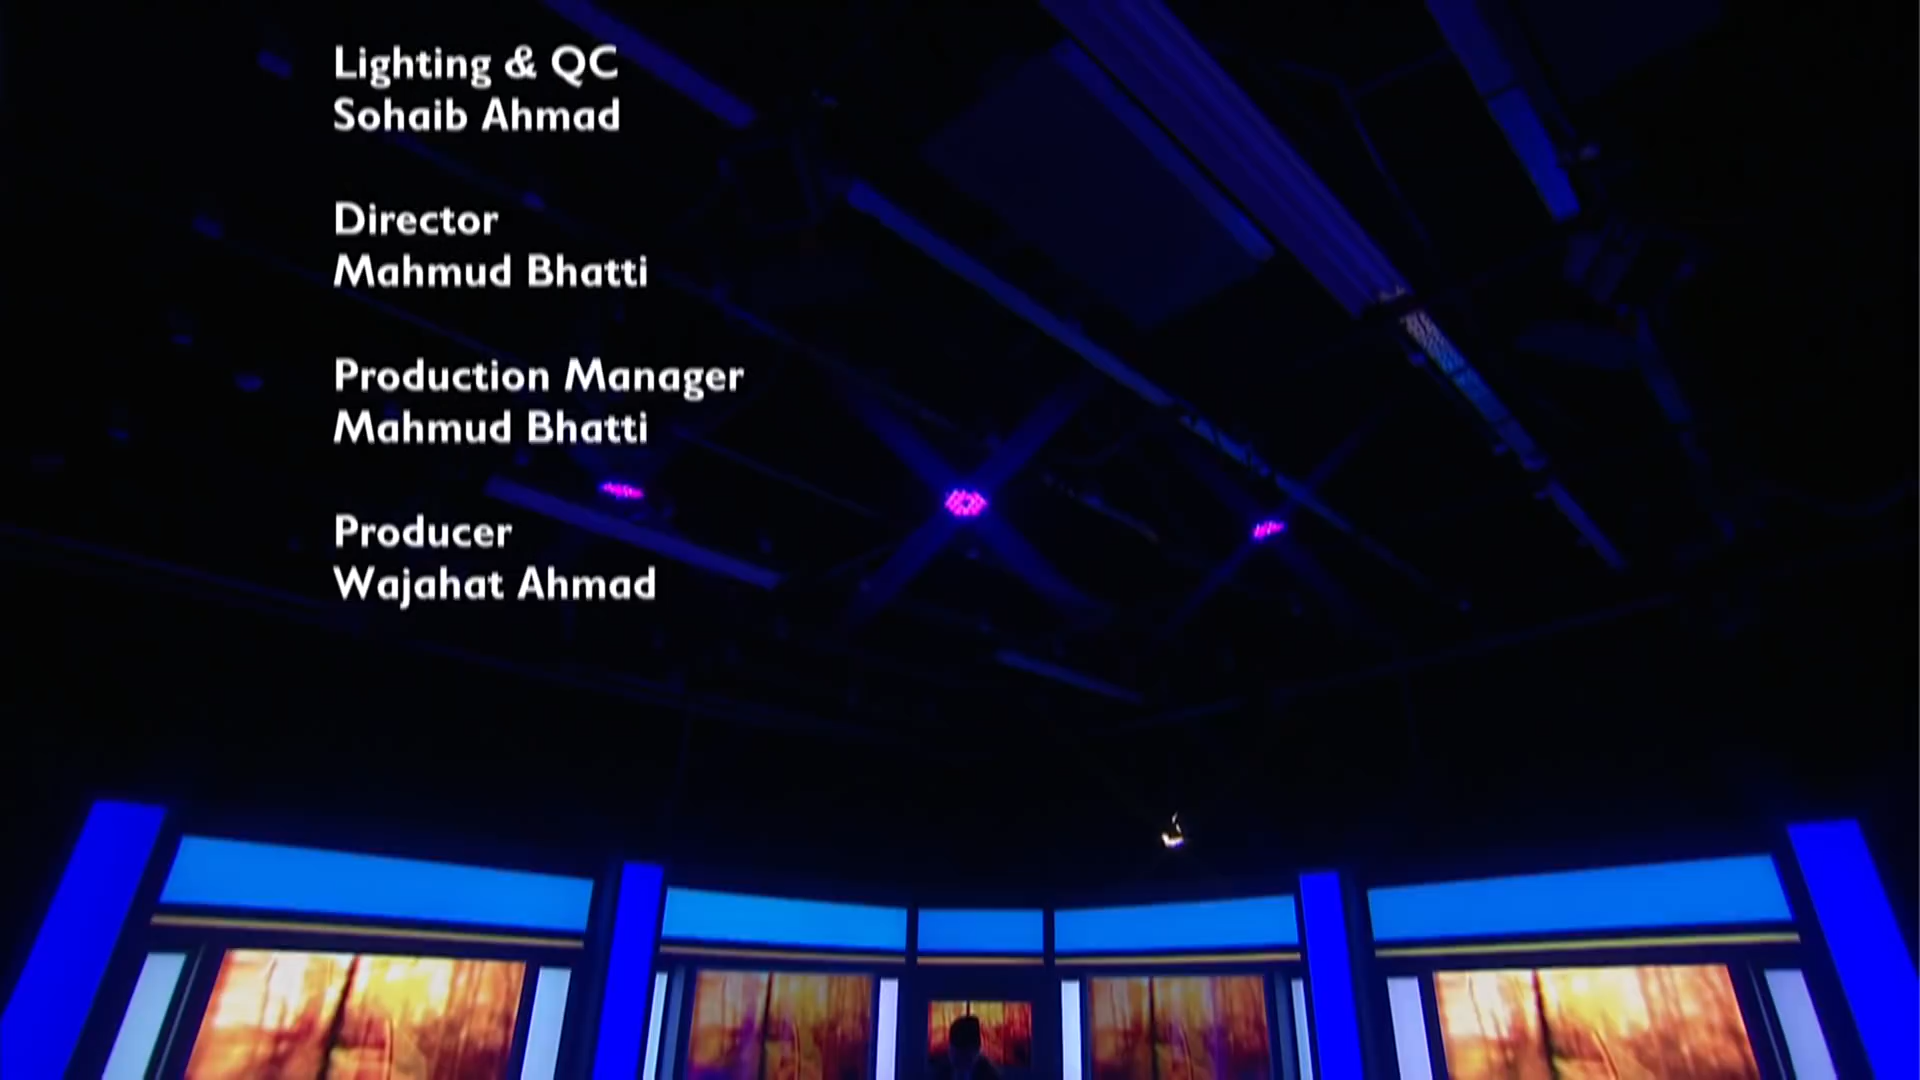 Lighting & QC
Sohaib Ahmad
Director
Mahmud Bhatti
Production Manager
Mahmud Bhatti
Producer
Wajahat Ahmad